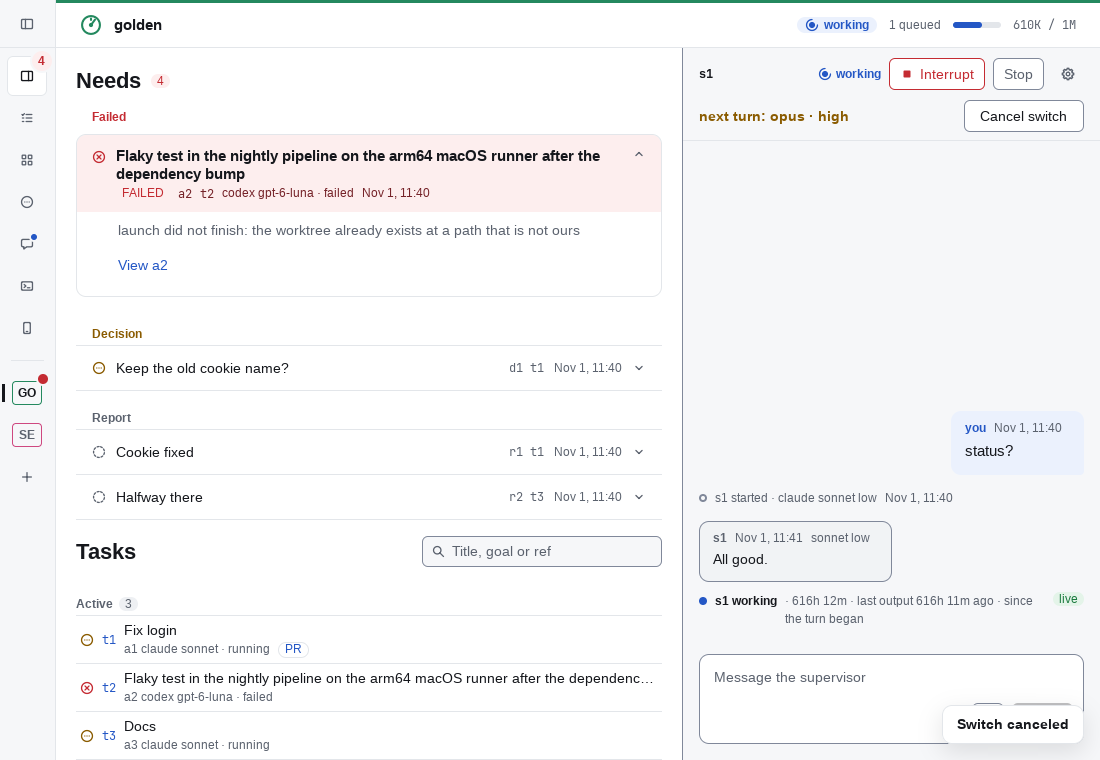 golden
working
1 queued
610K / 1M
4
GO
SE
Needs 4
Failed
Flaky test in the nightly pipeline on the arm64 macOS runner after the
dependency bump
FAILED a2 t2 codex gpt-6-luna · failed Nov 1, 11:40
launch did not finish: the worktree already exists at a path that is not ours
View a2
Decision
Keep the old cookie name? d1 t1 Nov 1, 11:40
Report
Cookie fixed r1 t1 Nov 1, 11:40
Halfway there r2 t3 Nov 1, 11:40
Tasks
Title, goal or ref
Active 3
t1 Fix login
a1 claude sonnet · running PR
t2 Flaky test in the nightly pipeline on the arm64 macOS runner after the dependenc…
a2 codex gpt-6-luna · failed
t3 Docs
a3 claude sonnet · running
s1 working Interrupt Stop
next turn: opus · high Cancel switch
you Nov 1, 11:40
status?
s1 started · claude sonnet low Nov 1, 11:40
s1 Nov 1, 11:41 sonnet low
All good.
s1 working · 616h 12m · last output 616h 11m ago · since live
the turn began
Message the supervisor
Switch canceled